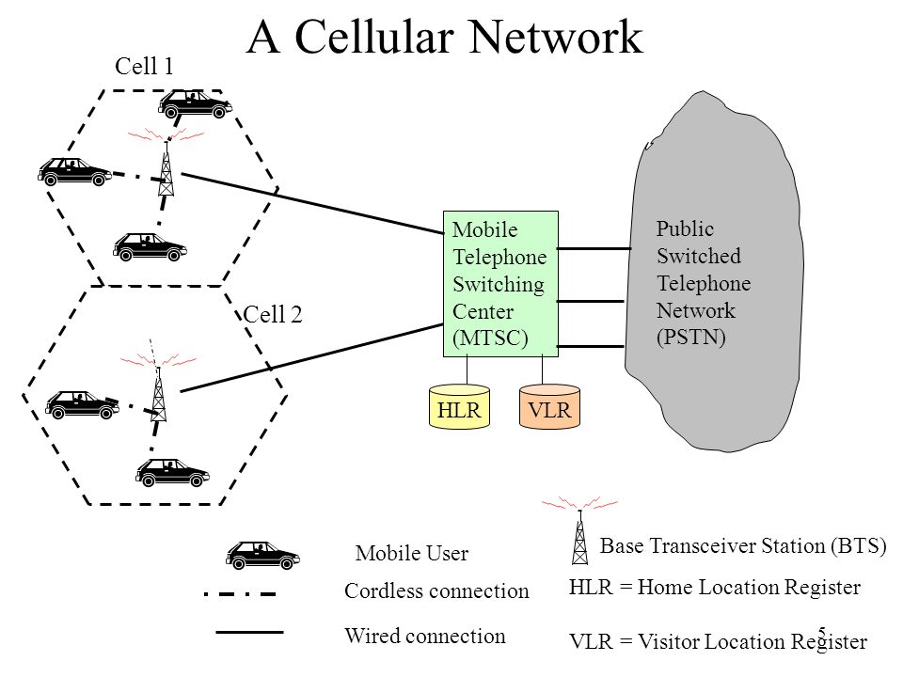 A Cellular Network
Cell 1
Mobile
Telephone
Switching
Center
(MTSC)
Public
Switched
Telephone
Network
(PSTN)
Cell 2
HLR
VLR
Mobile User
Cordless connection
Wired connection
Base Transceiver Station (BTS)
HLR = Home Location Register
VLR = Visitor Location Register
5